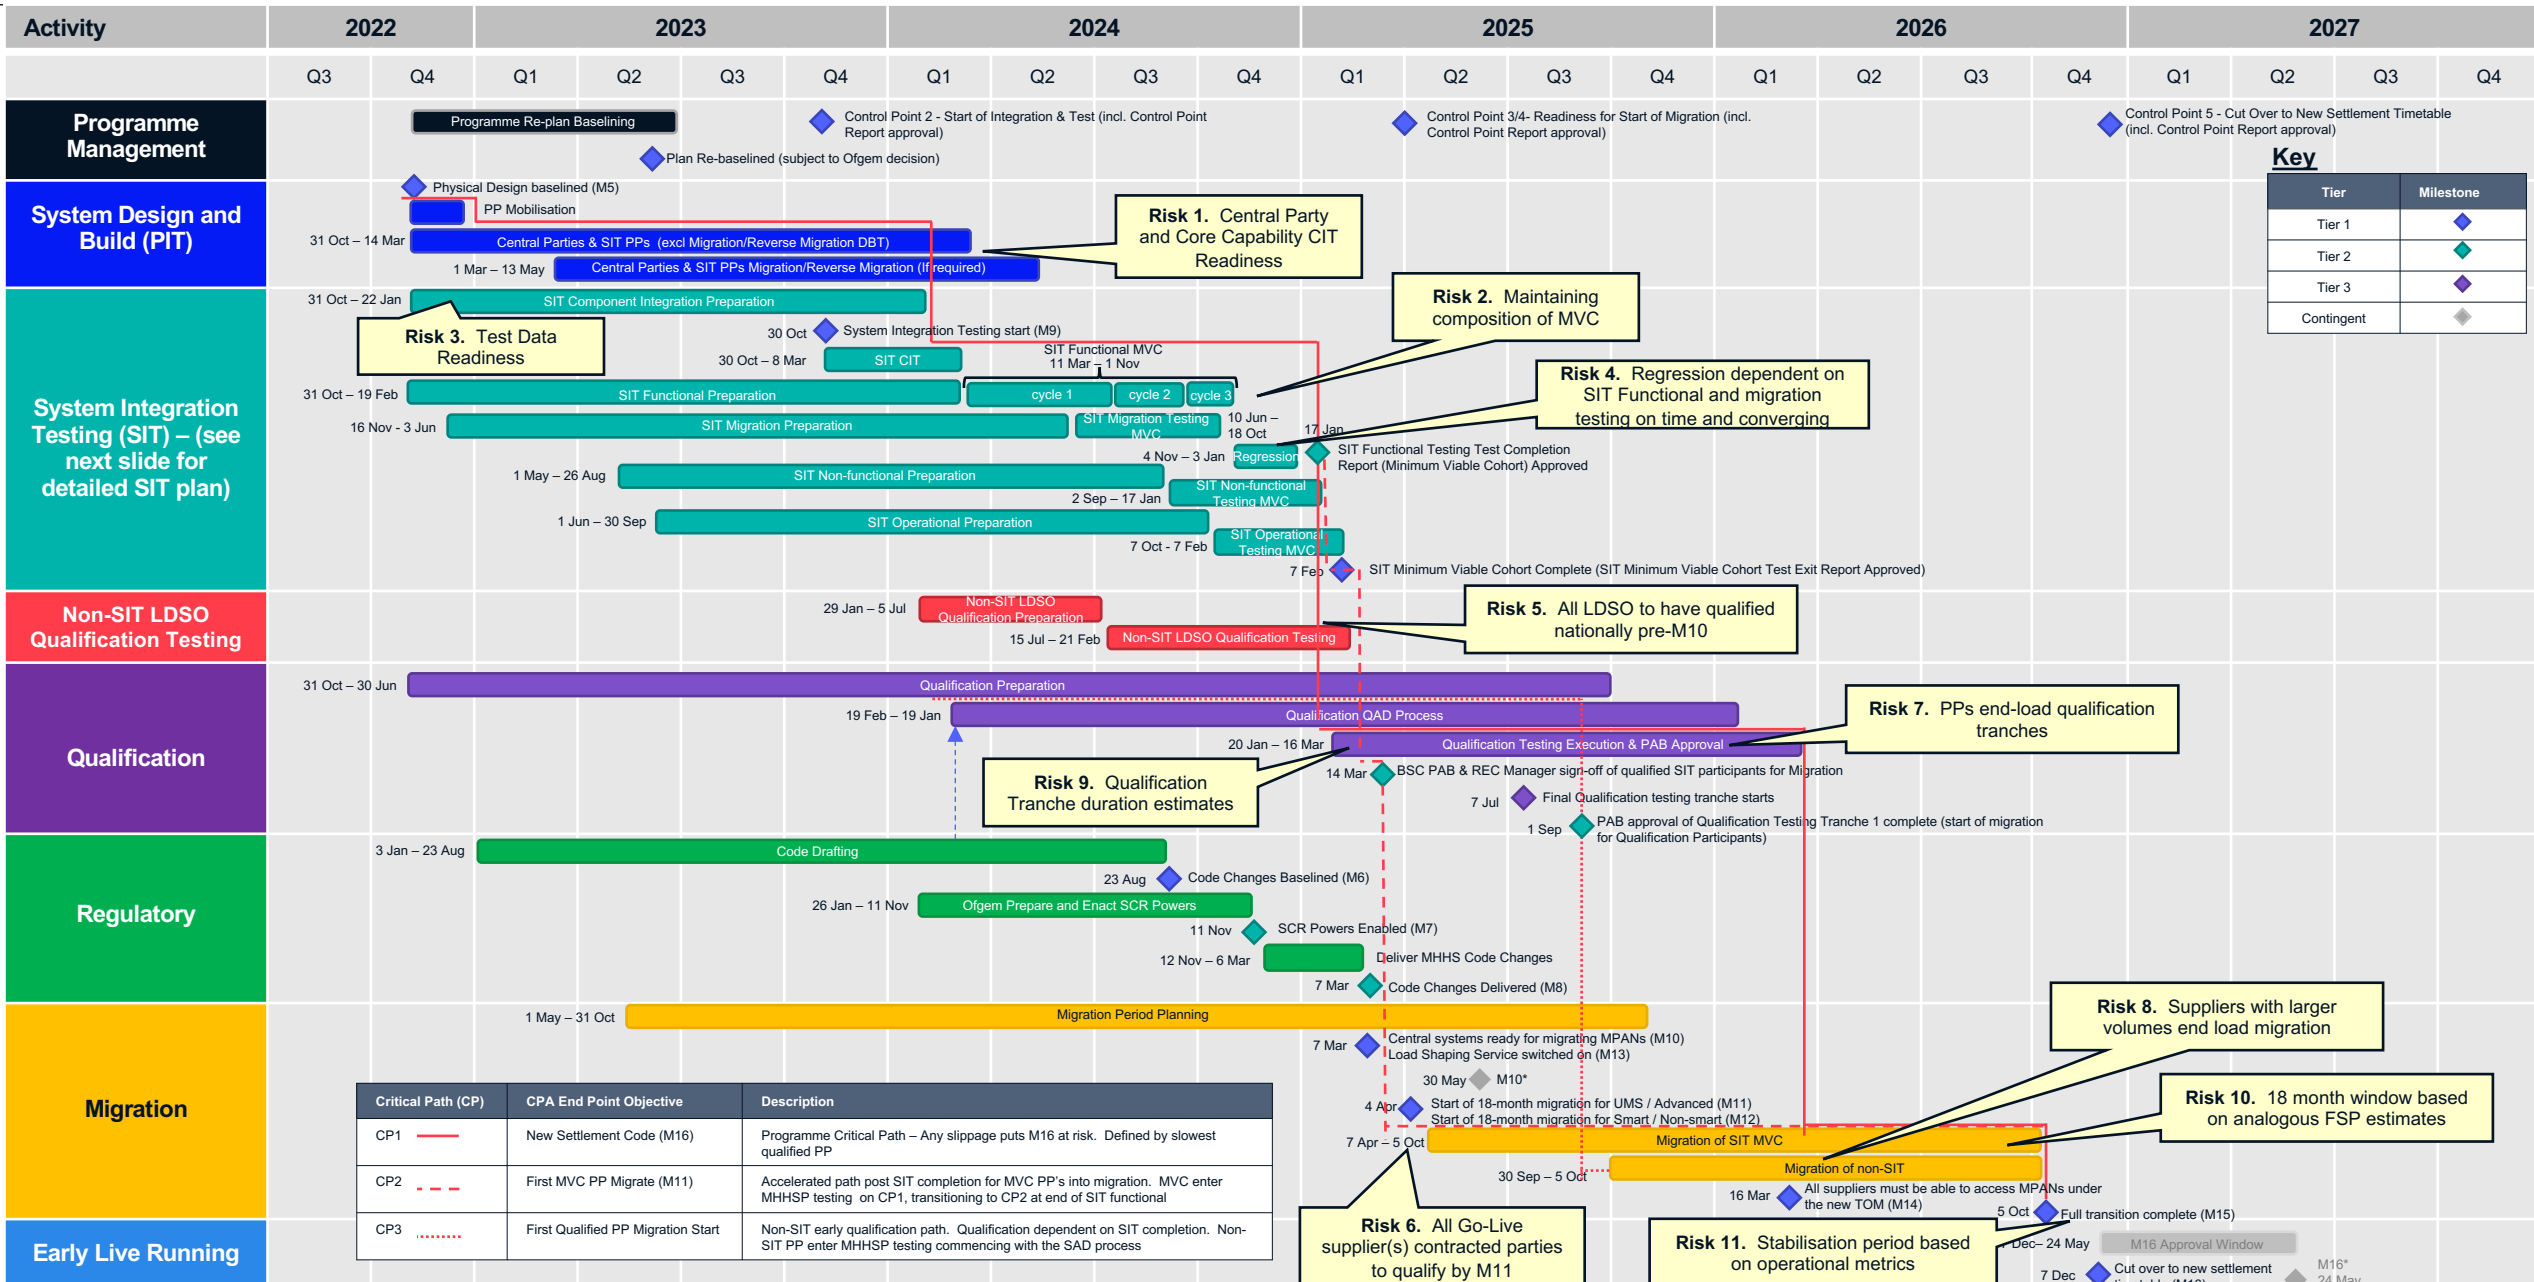 Activity
2022
2023
2024
2025
2026
2027
Q3
Q4
Q1
Q2
Q3
Q4
Q1
Q2
Q3
Q4
Q1
Q2
Q3
Q4
Q1
Q2
Q3
Q4
Q1
Q2
Q3
Q4
Programme
Management
Programme Re-plan Baselining
Control Point 2 - Start of Integration & Test (incl. Control Point
Report approval)
Control Point 3/4- Readiness for Start of Migration (incl.
Control Point Report approval)
Control Point 5 - Cut Over to New Settlement Timetable
(incl. Control Point Report approval)
Plan Re-baselined (subject to Ofgem decision)
Key
Tier
Milestone
Tier 1
Tier 2
Tier 3
Contingent
System Design and
Build (PIT)
Physical Design baselined (M5)
PP Mobilisation
31 Oct – 14 Mar
Central Parties & SIT PPs (excl Migration/Reverse Migration DBT)
1 Mar – 13 May
Central Parties & SIT PPs Migration/Reverse Migration (If required)
Risk 1. Central Party
and Core Capability CIT
Readiness
System Integration
Testing (SIT) – (see
next slide for
detailed SIT plan)
31 Oct – 22 Jan
SIT Component Integration Preparation
Risk 3. Test Data
Readiness
30 Oct
System Integration Testing start (M9)
30 Oct – 8 Mar
SIT CIT
SIT Functional MVC
11 Mar – 1 Nov
Risk 2. Maintaining
composition of MVC
31 Oct – 19 Feb
SIT Functional Preparation
cycle 1
cycle 2
cycle 3
Risk 4. Regression dependent on
SIT Functional and migration
testing on time and converging
16 Nov - 3 Jun
SIT Migration Preparation
SIT Migration Testing
MVC
10 Jun –
18 Oct
17 Jan
4 Nov – 3 Jan
Regression
SIT Functional Testing Test Completion
Report (Minimum Viable Cohort) Approved
1 May – 26 Aug
SIT Non-functional Preparation
2 Sep – 17 Jan
SIT Non-functional
Testing MVC
1 Jun – 30 Sep
SIT Operational Preparation
7 Oct - 7 Feb
SIT Operational
Testing MVC
7 Feb
SIT Minimum Viable Cohort Complete (SIT Minimum Viable Cohort Test Exit Report Approved)
Non-SIT LDSO
Qualification Testing
29 Jan – 5 Jul
Non-SIT LDSO
Qualification Preparation
15 Jul – 21 Feb
Non-SIT LDSO Qualification Testing
Risk 5. All LDSO to have qualified
nationally pre-M10
Qualification
31 Oct – 30 Jun
Qualification Preparation
19 Feb – 19 Jan
Qualification QAD Process
20 Jan – 16 Mar
Qualification Testing Execution & PAB Approval
Risk 7. PPs end-load qualification
tranches
Risk 9. Qualification
Tranche duration estimates
14 Mar
BSC PAB & REC Manager sign-off of qualified SIT participants for Migration
7 Jul
Final Qualification testing tranche starts
1 Sep
PAB approval of Qualification Testing Tranche 1 complete (start of migration
for Qualification Participants)
Regulatory
3 Jan – 23 Aug
Code Drafting
23 Aug
Code Changes Baselined (M6)
26 Jan – 11 Nov
Ofgem Prepare and Enact SCR Powers
11 Nov
SCR Powers Enabled (M7)
12 Nov – 6 Mar
Deliver MHHS Code Changes
7 Mar
Code Changes Delivered (M8)
Migration
1 May – 31 Oct
Migration Period Planning
7 Mar
Central systems ready for migrating MPANs (M10)
Load Shaping Service switched on (M13)
30 May
M10*
4 Apr
Start of 18-month migration for UMS / Advanced (M11)
Start of 18-month migration for Smart / Non-smart (M12)
7 Apr – 5 Oct
Migration of SIT MVC
30 Sep – 5 Oct
Migration of non-SIT
Risk 8. Suppliers with larger
volumes end load migration
Risk 10. 18 month window based
on analogous FSP estimates
16 Mar
All suppliers must be able to access MPANs under
the new TOM (M14)
5 Oct
Full transition complete (M15)
Critical Path (CP)
CPA End Point Objective
Description
CP1
New Settlement Code (M16)
Programme Critical Path – Any slippage puts M16 at risk. Defined by slowest
qualified PP
CP2
First MVC PP Migrate (M11)
Accelerated path post SIT completion for MVC PP's into migration. MVC enter
MHHSP testing on CP1, transitioning to CP2 at end of SIT functional
CP3
First Qualified PP Migration Start
Non-SIT early qualification path. Qualification dependent on SIT completion. Non-
SIT PP enter MHHSP testing commencing with the SAD process
Early Live Running
Risk 6. All Go-Live
supplier(s) contracted parties
to qualify by M11
Risk 11. Stabilisation period based
on operational metrics
Dec– 24 May
M16 Approval Window
7 Dec
Cut over to new settlement
M16*
24 May